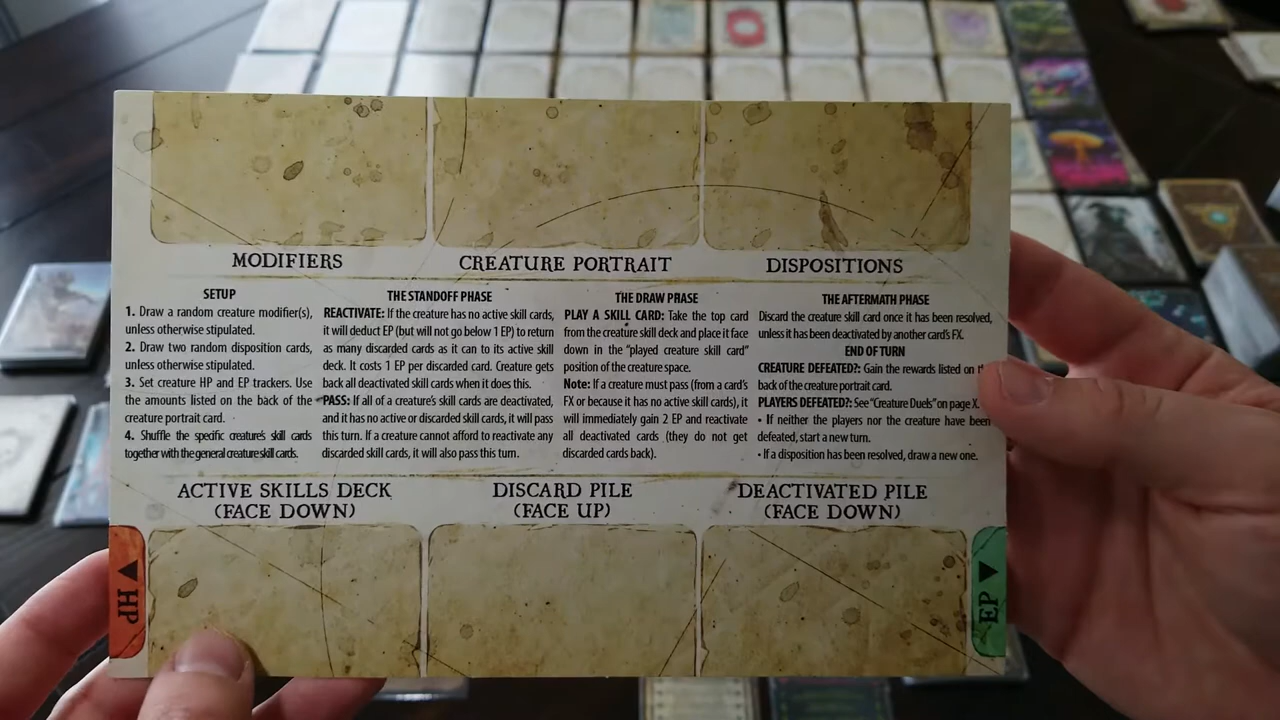 MODIFIERS
CREATURE PORTRAIT
DISPOSITIONS
SETUP
1. Draw a random creature modifier(s),
unless otherwise stipulated.
2. Draw two random disposition cards,
unless otherwise stipulated.
3. Set creature HP and EP trackers. Use
the amounts listed on the back of the
creature portrait card.
4. Shuffle the specific creature's skill cards
together with the general creature skill cards.
THE STANDOFF PHASE
REACTIVATE: If the creature has no active skill cards,
it will deduct EP (but will not go below 1 EP) to return
as many discarded cards as it can to its active skill
deck. It costs 1 EP per discarded card. Creature gets
back all deactivated skill cards when it does this.
PASS: If all of a creature's skill cards are deactivated,
and it has no active or discarded skill cards, it will pass
this turn. If a creature cannot afford to reactivate any
discarded skill cards, it will also pass this turn.
THE DRAW PHASE
PLAY A SKILL CARD: Take the top card
from the creature skill deck and place it face
down in the "played creature skill card"
position of the creature space.
Note: If a creature must pass (from a card's
FX or because it has no active skill cards), it
will immediately gain 2 EP and reactivate
all deactivated cards (they do not get
discarded cards back).
THE AFTERMATH PHASE
Discard the creature skill card once it has been resolved,
unless it has been deactivated by another card's FX.
END OF TURN
CREATURE DEFEATED?: Gain the rewards listed on
back of the creature portrait card.
PLAYERS DEFEATED?: See "Creature Duels" on page X.
• If neither the players nor the creature have been
defeated, start a new turn.
• If a disposition has been resolved, draw a new one.
ACTIVE SKILLS DECK
(FACE DOWN)
DISCARD PILE
(FACE UP)
DEACTIVATED PILE
(FACE DOWN)
HP
EP